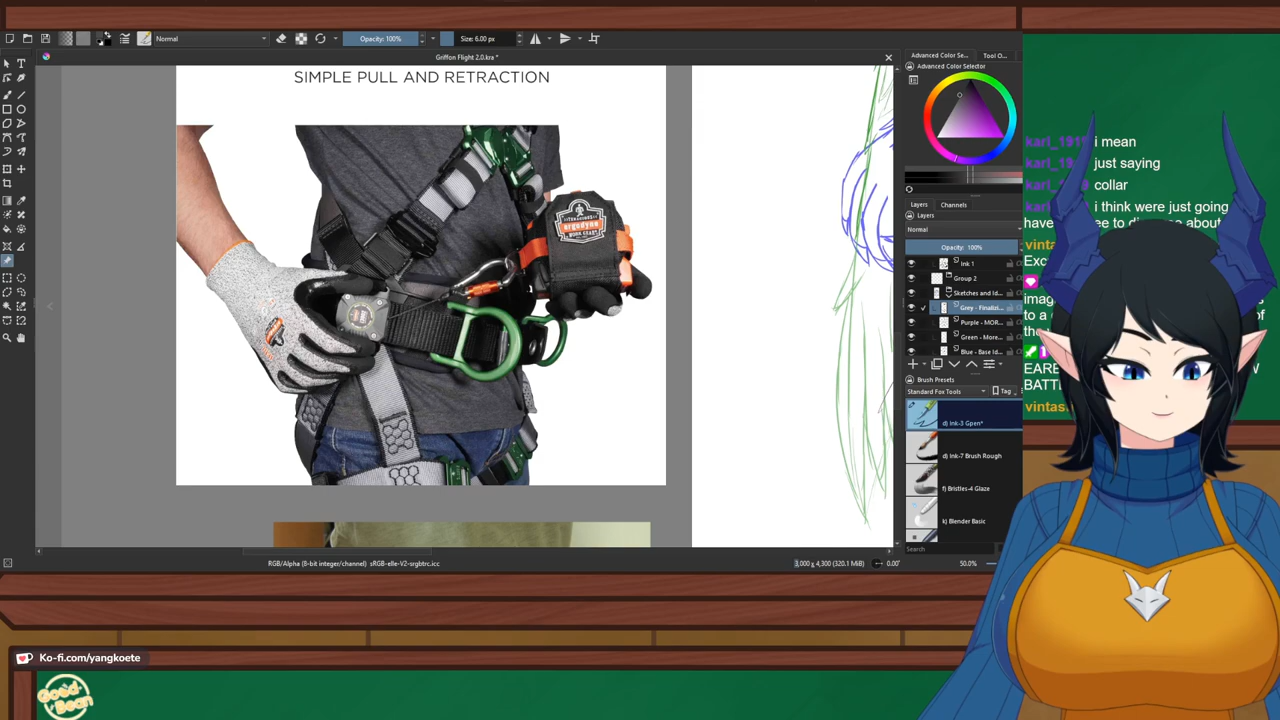 Normal
Opacity: 100%
Size: 6.00 px
Griffon Flight 2.0.kra *
SIMPLE PULL AND RETRACTION
ergodyne
WORK GEAR
Advanced Color Se...
Tool O...
Advanced Color Selector
Layers
Channels
Layers
Normal
Opacity: 100%
Ink 1
Group 2
Sketches and Id...
Grey - Finalizi...
Purple - MOR...
Green - More...
Blue - Base Id...
Brush Presets
Standard Fox Tools
Tag
d) Ink-3 Gpen*
d) Ink-7 Brush Rough
f) Bristles-4 Glaze
k) Blender Basic
Search
RGB/Alpha (8-bit integer/channel) sRGB-elle-V2-srgbtrc.icc
3,000 x 4,300 (320.1 MiB)
0.00°
50.0%
i mean
just saying
collar
i think were just going
Ko-fi.com/yangkoete
Good
Bean